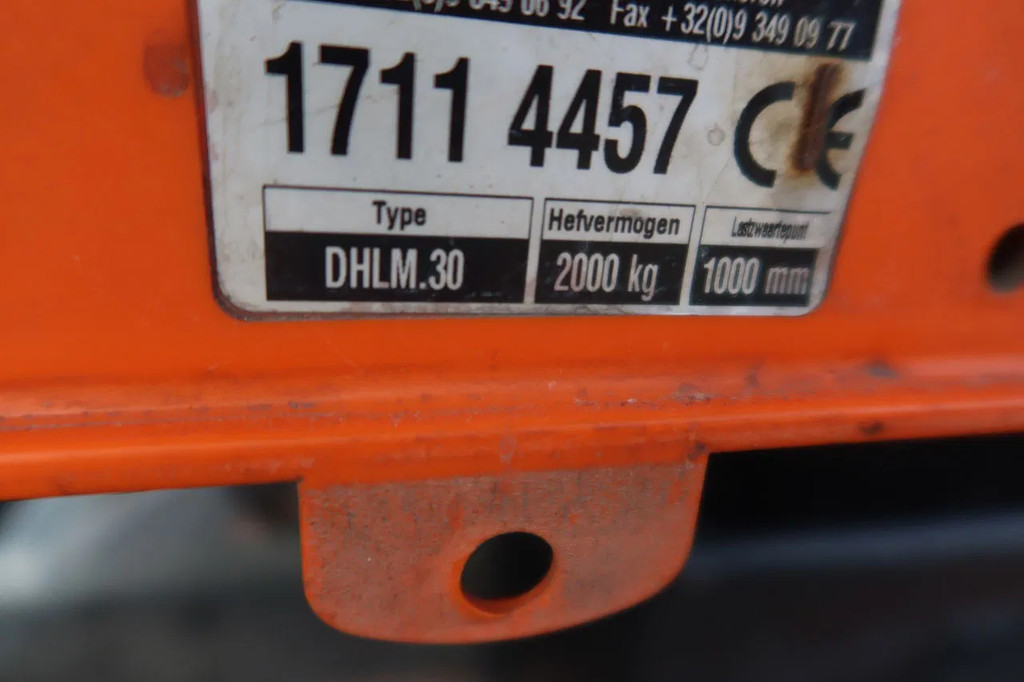 Fax +32(0)9 349 09 77
1711 4457 CE
Type Hefvermogen Lastzwaartepunt
DHLM.30 2000 kg 1000 mm